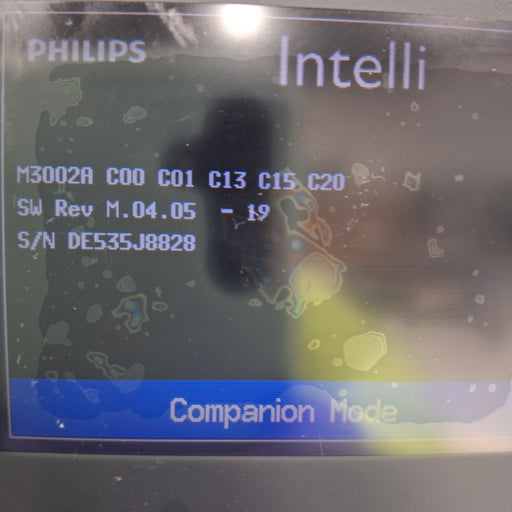 PHILIPS
Intelli
M3002A C00 C01 C13 C15 C20
SW Rev M.04.05 - 19
S/N DE535J8828
Companion Mode